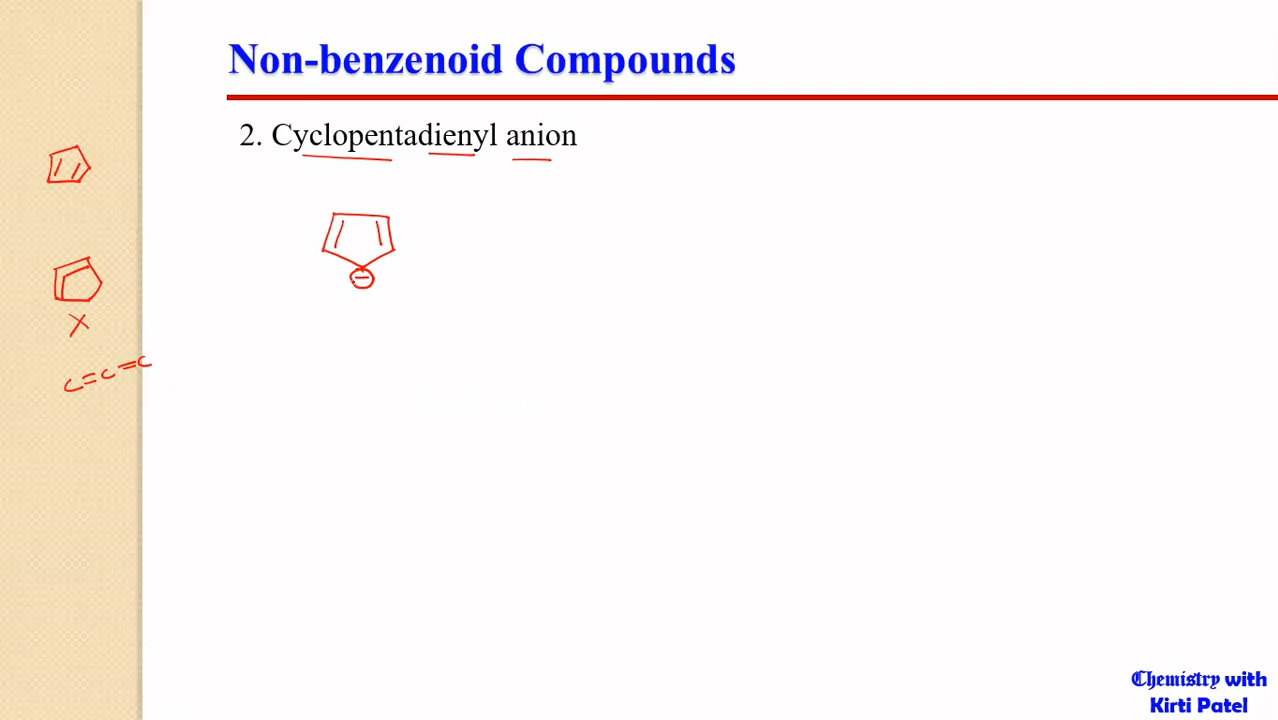 Non-benzenoid Compounds
2. Cyclopentadienyl anion
X
C=C=C
Chemistry with
Kirti Patel